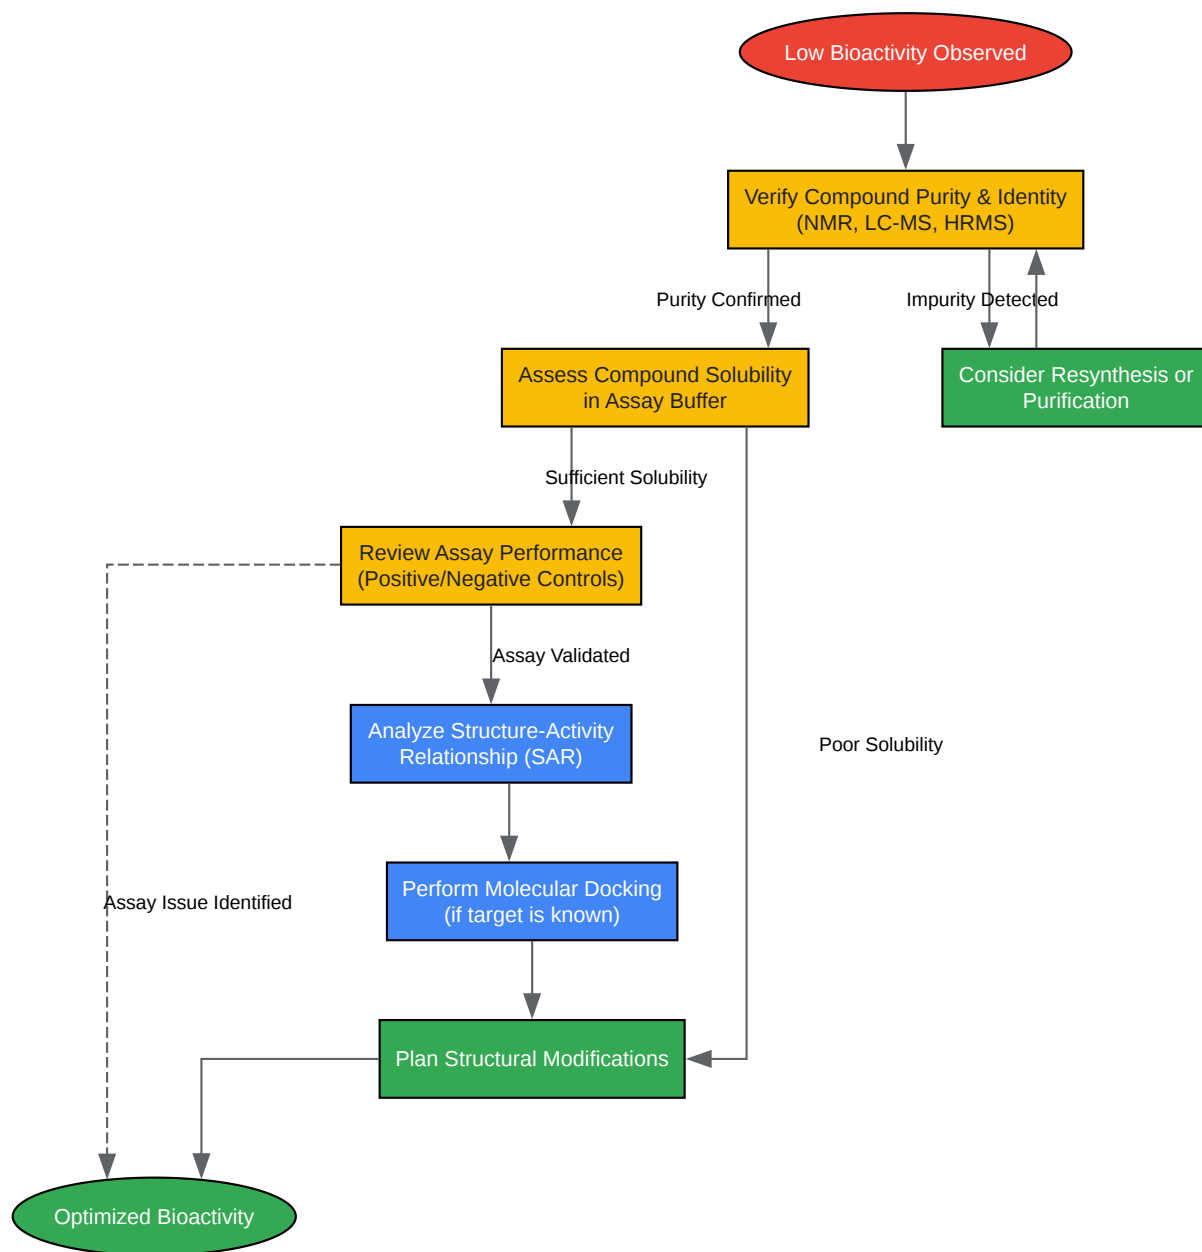 Low Bioactivity Observed
Verify Compound Purity & Identity
(NMR, LC-MS, HRMS)
Purity Confirmed
Impurity Detected
Assess Compound Solubility
in Assay Buffer
Consider Resynthesis or
Purification
Sufficient Solubility
Review Assay Performance
(Positive/Negative Controls)
Assay Validated
Analyze Structure-Activity
Relationship (SAR)
Poor Solubility
Perform Molecular Docking
(if target is known)
Assay Issue Identified
Plan Structural Modifications
Optimized Bioactivity